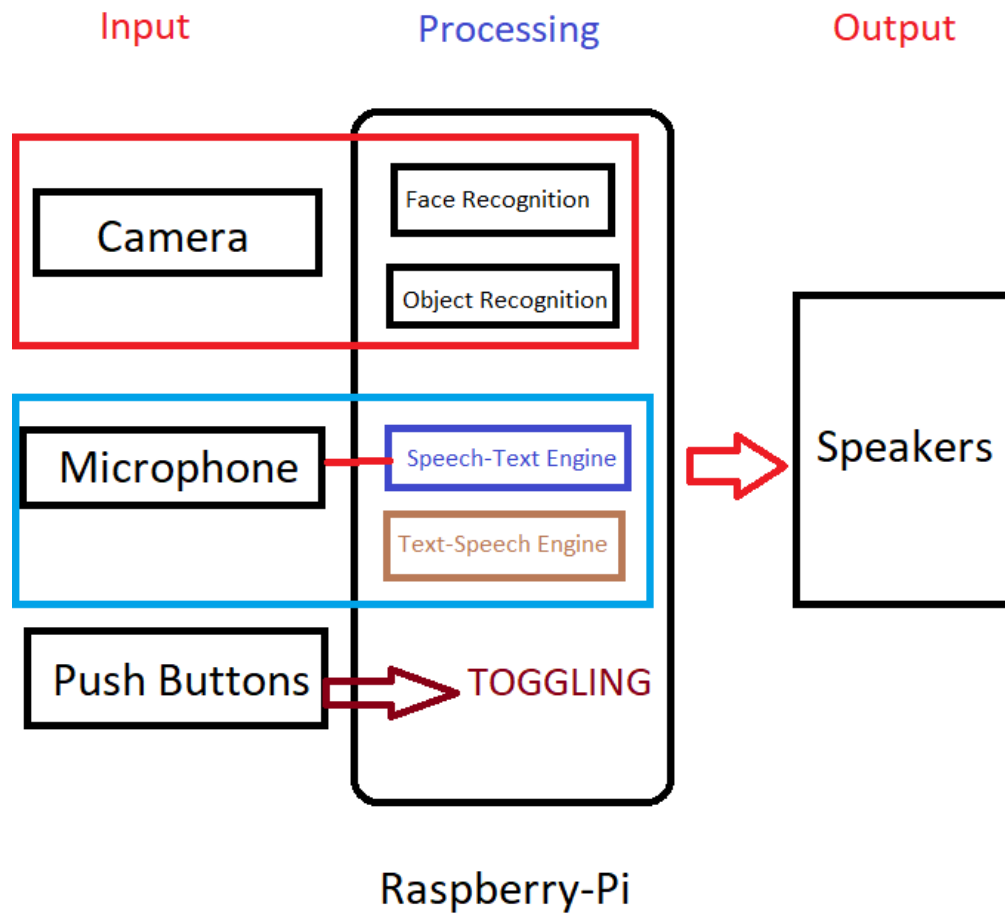 Input
Processing
Output
Camera
Face Recognition
Object Recognition
Microphone
Speech-Text Engine
Text-Speech Engine
Speakers
Push Buttons
TOGGLING
Raspberry-Pi